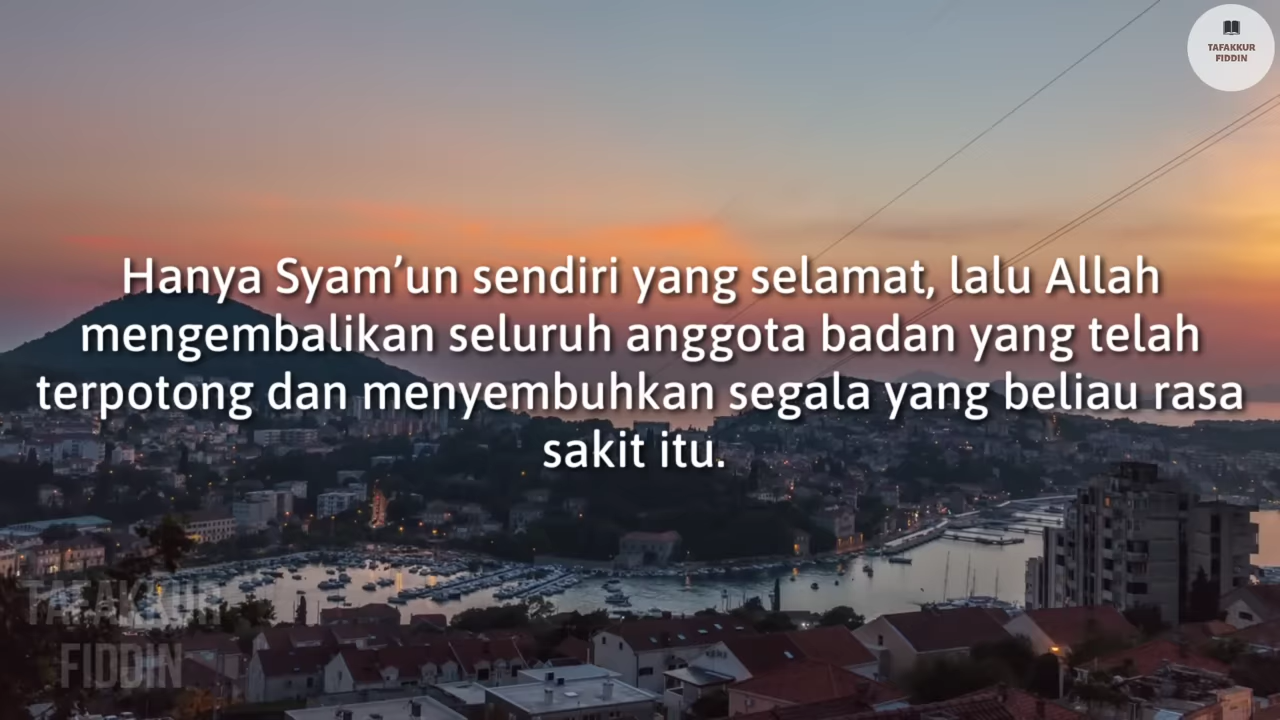 TAFAKKUR
FIDDIN
Hanya Syam’un sendiri yang selamat, lalu Allah
mengembalikan seluruh anggota badan yang telah
terpotong dan menyembuhkan segala yang beliau rasa
sakit itu.
TAFAKKUR
FIDDIN